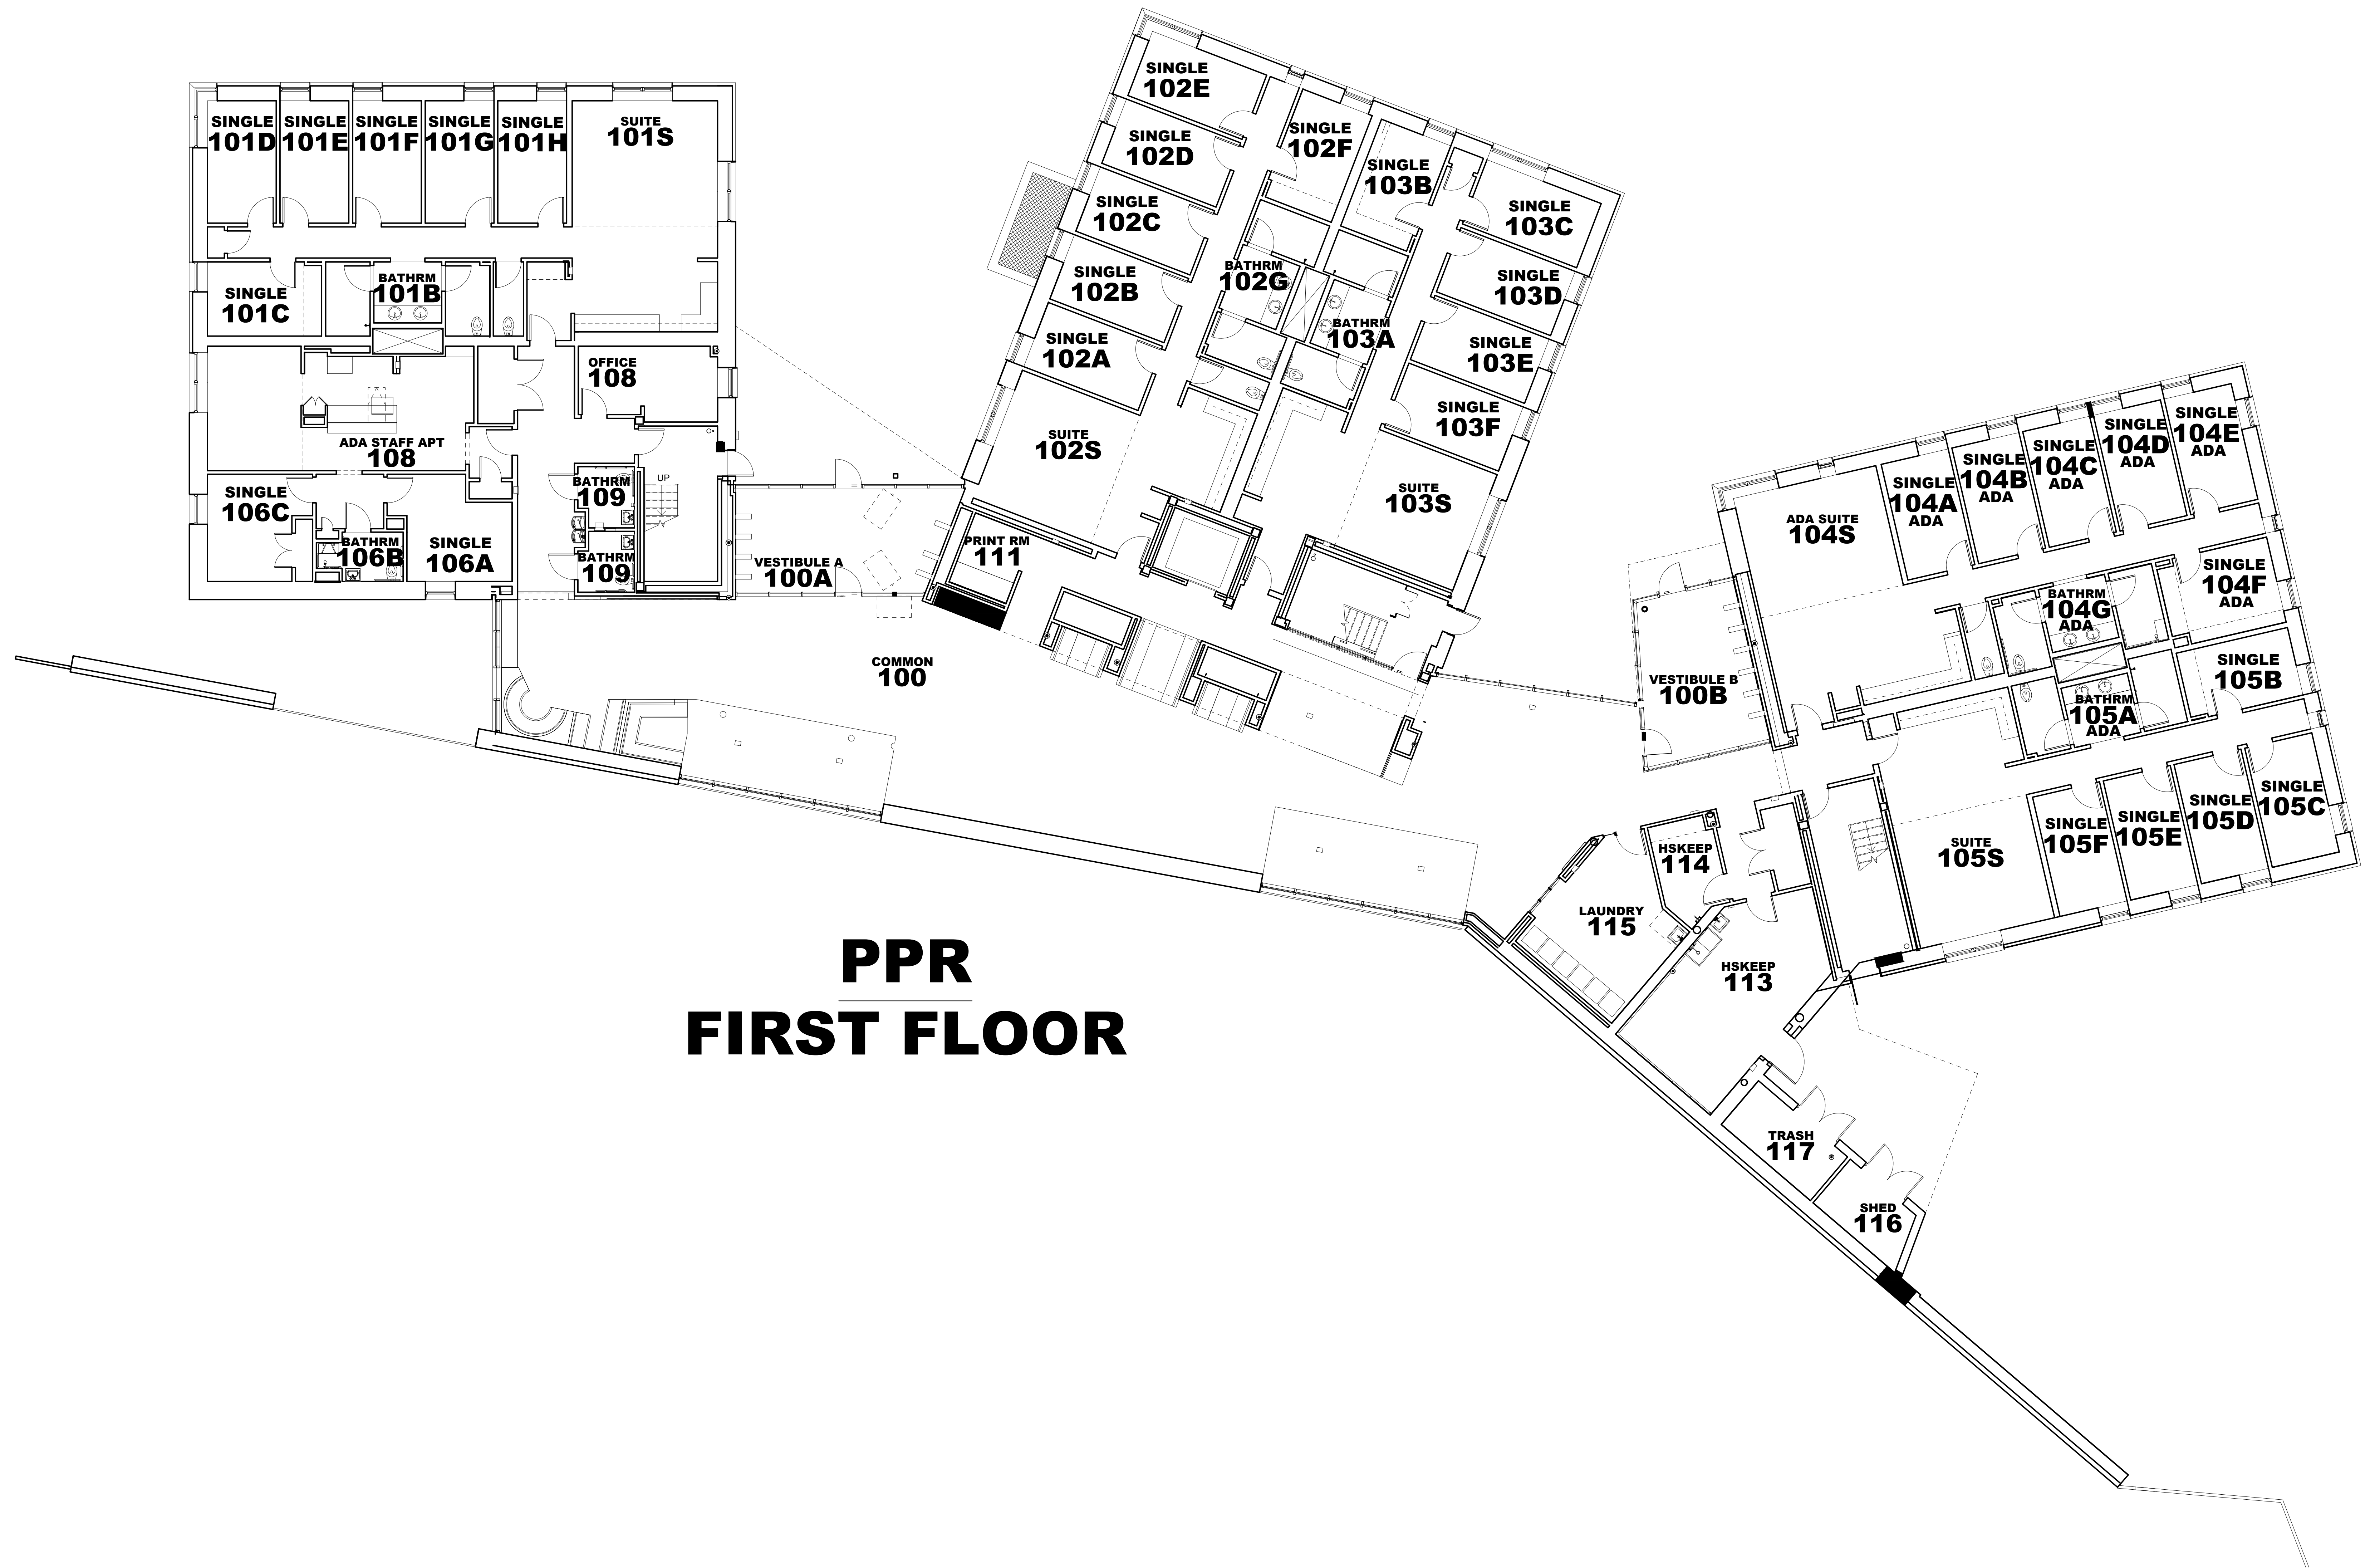 SINGLE
101D
SINGLE
101E
SINGLE
101F
SINGLE
101G
SINGLE
101H
SUITE
101S
SINGLE
101C
BATHRM
101B
OFFICE
108
ADA STAFF APT
108
SINGLE
106C
BATHRM
106B
SINGLE
106A
BATHRM
109
BATHRM
109
UP
VESTIBULE A
100A
SINGLE
102E
SINGLE
102D
SINGLE
102C
SINGLE
102B
SINGLE
102A
SUITE
102S
SINGLE
102F
BATHRM
102G
SINGLE
103B
BATHRM
103A
SINGLE
103C
SINGLE
103D
SINGLE
103E
SINGLE
103F
SUITE
103S
PRINT RM
111
COMMON
100
VESTIBULE B
100B
ADA SUITE
104S
SINGLE
104A
ADA
SINGLE
104B
ADA
SINGLE
104C
ADA
SINGLE
104D
ADA
SINGLE
104E
ADA
SINGLE
104F
ADA
BATHRM
104G
ADA
SINGLE
105B
BATHRM
105A
ADA
SINGLE
105C
SINGLE
105D
SINGLE
105E
SINGLE
105F
SUITE
105S
HSKEEP
114
LAUNDRY
115
HSKEEP
113
TRASH
117
SHED
116
PPR
FIRST FLOOR